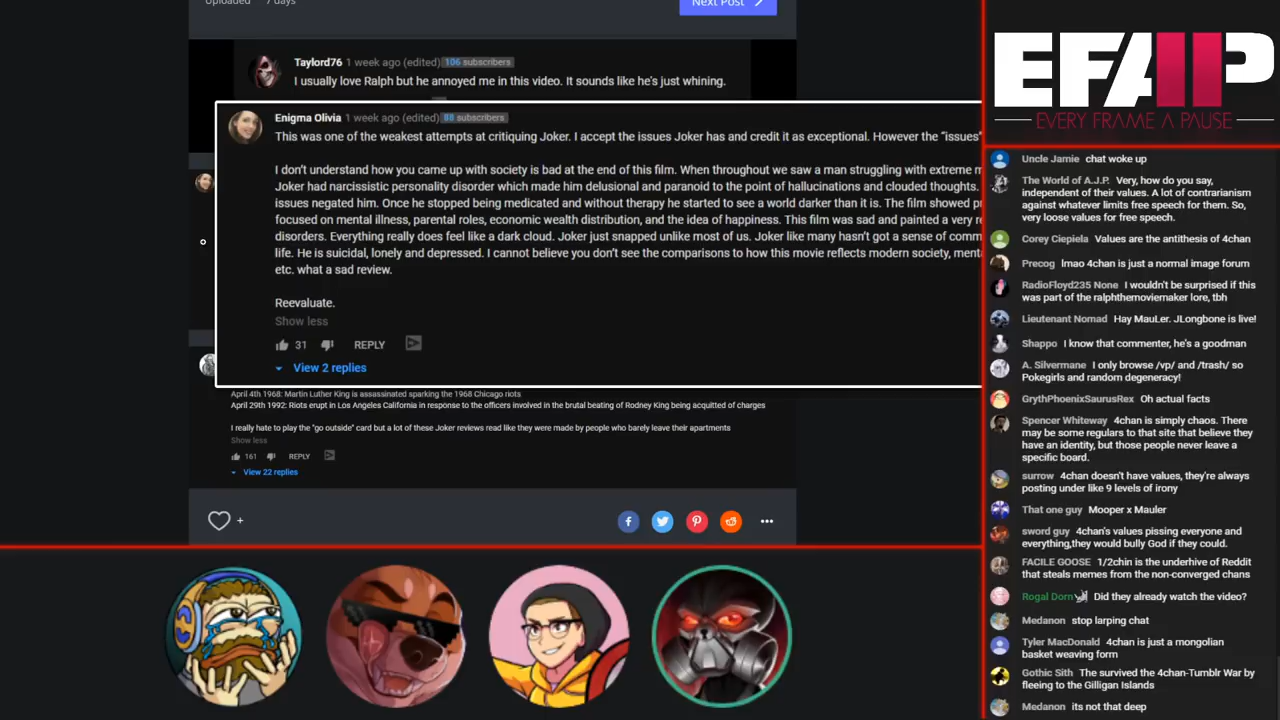 Uploaded 7 days
Next Post
Taylord76 1 week ago (edited) 106 subscribers
I usually love Ralph but he annoyed me in this video. It sounds like he's just whining.
Enigma Olivia 1 week ago (edited) 88 subscribers
This was one of the weakest attempts at critiquing Joker. I accept the issues Joker has and credit it as exceptional. However the "issues"
I don't understand how you came up with society is bad at the end of this film. When throughout we saw a man struggling with extreme m
Joker had narcissistic personality disorder which made him delusional and paranoid to the point of hallucinations and clouded thoughts.
issues negated him. Once he stopped being medicated and without therapy he started to see a world darker than it is. The film showed pr
focused on mental illness, parental roles, economic wealth distribution, and the idea of happiness. This film was sad and painted a very re
disorders. Everything really does feel like a dark cloud. Joker just snapped unlike most of us. Joker like many hasn't got a sense of comm
life. He is suicidal, lonely and depressed. I cannot believe you don't see the comparisons to how this movie reflects modern society, ment
etc. what a sad review.
Reevaluate.
Show less
31 REPLY
View 2 replies
April 4th 1968: Martin Luther King is assassinated sparking the 1968 Chicago riots
April 29th 1992: Riots erupt in Los Angeles California in response to the officers involved in the brutal beating of Rodney King being acquitted of charges
I really hate to play the "go outside" card but a lot of these Joker reviews read like they were made by people who barely leave their apartments
Show less
161 REPLY
View 22 replies
EFAP
EVERY FRAME A PAUSE
Uncle Jamie chat woke up
The World of A.J.P. Very, how do you say,
independent of their values. A lot of contrarianism
against whatever limits free speech for them. So,
very loose values for free speech.
Corey Ciepiela Values are the antithesis of 4chan
Precog lmao 4chan is just a normal image forum
RadioFloyd235 None I wouldn't be surprised if this
was part of the ralphthemoviemaker lore, tbh
Lieutenant Nomad Hay MauLer. JLongbone is live!
Shappo I know that commenter, he's a goodman
A. Silvermane I only browse /vp/ and /trash/ so
Pokegirls and random degeneracy!
GrythPhoenixSaurusRex Oh actual facts
Spencer Whiteway 4chan is simply chaos. There
may be some regulars to that site that believe they
have an identity, but those people never leave a
specific board.
surrow 4chan doesn't have values, they're always
posting under like 9 levels of irony
That one guy Mooper x Mauler
sword guy 4chan's values pissing everyone and
everything,they would bully God if they could.
FACILE GOOSE 1/2chin is the underhive of Reddit
that steals memes from the non-converged chans
Rogal Dorn Did they already watch the video?
Medanon stop larping chat
Tyler MacDonald 4chan is just a mongolian
basket weaving form
Gothic Sith The survived the 4chan-Tumblr War by
fleeing to the Gilligan Islands
Medanon its not that deep